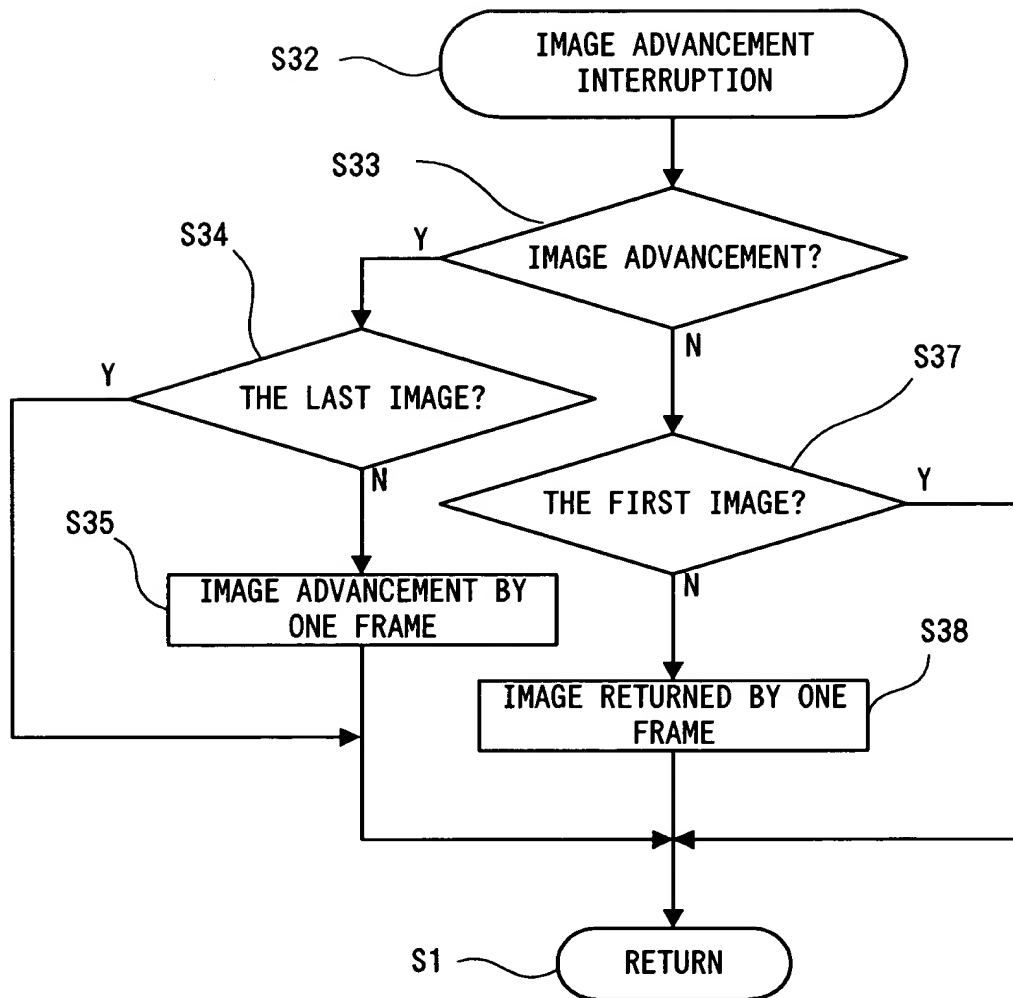 S32
IMAGE ADVANCEMENT
INTERRUPTION
S33
IMAGE ADVANCEMENT?
Y
N
S34
THE LAST IMAGE?
Y
N
S37
THE FIRST IMAGE?
Y
N
S35
IMAGE ADVANCEMENT BY
ONE FRAME
S38
IMAGE RETURNED BY ONE
FRAME
S1
RETURN